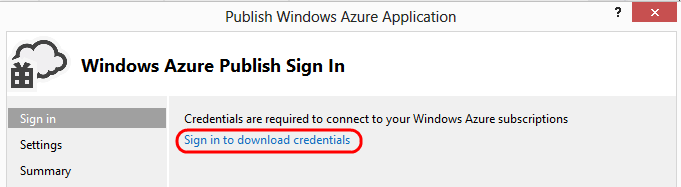 Publish Windows Azure Application
?
Windows Azure Publish Sign In
Sign in
Settings
Summary
Credentials are required to connect to your Windows Azure subscriptions
Sign in to download credentials